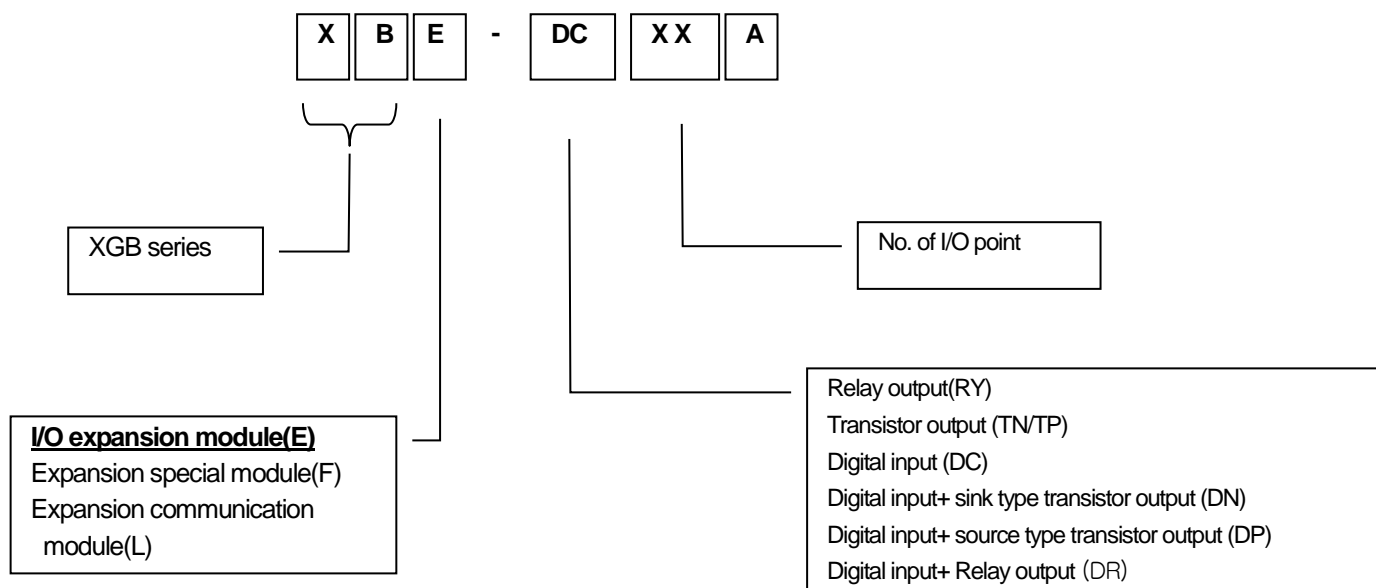 X B E - DC X X A
XGB series
No. of I/O point
I/O expansion module(E)
Expansion special module(F)
Expansion communication
module(L)
Relay output(RY)
Transistor output (TN/TP)
Digital input (DC)
Digital input+ sink type transistor output (DN)
Digital input+ source type transistor output (DP)
Digital input+ Relay output (DR)